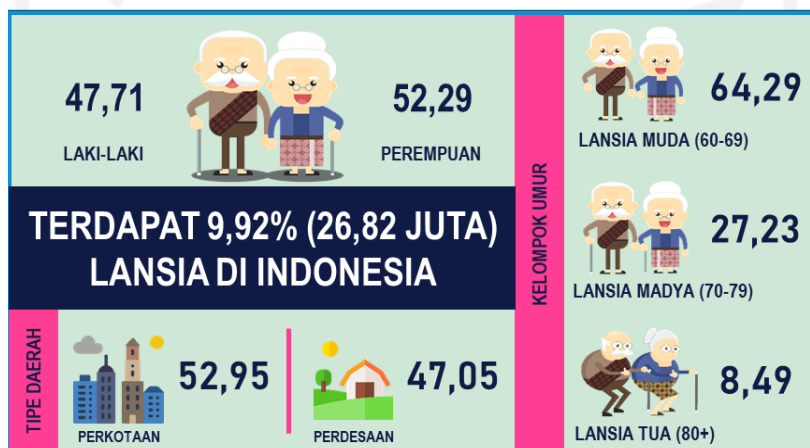 47,71
LAKI-LAKI
52,29
PEREMPUAN
TERDAPAT 9,92% (26,82 JUTA)
LANSIA DI INDONESIA
TIPE DAERAH
52,95
PERKOTAAN
47,05
PERDESAAN
KELOMPOK UMUR
64,29
LANSIA MUDA (60-69)
27,23
LANSIA MADYA (70-79)
8,49
LANSIA TUA (80+)